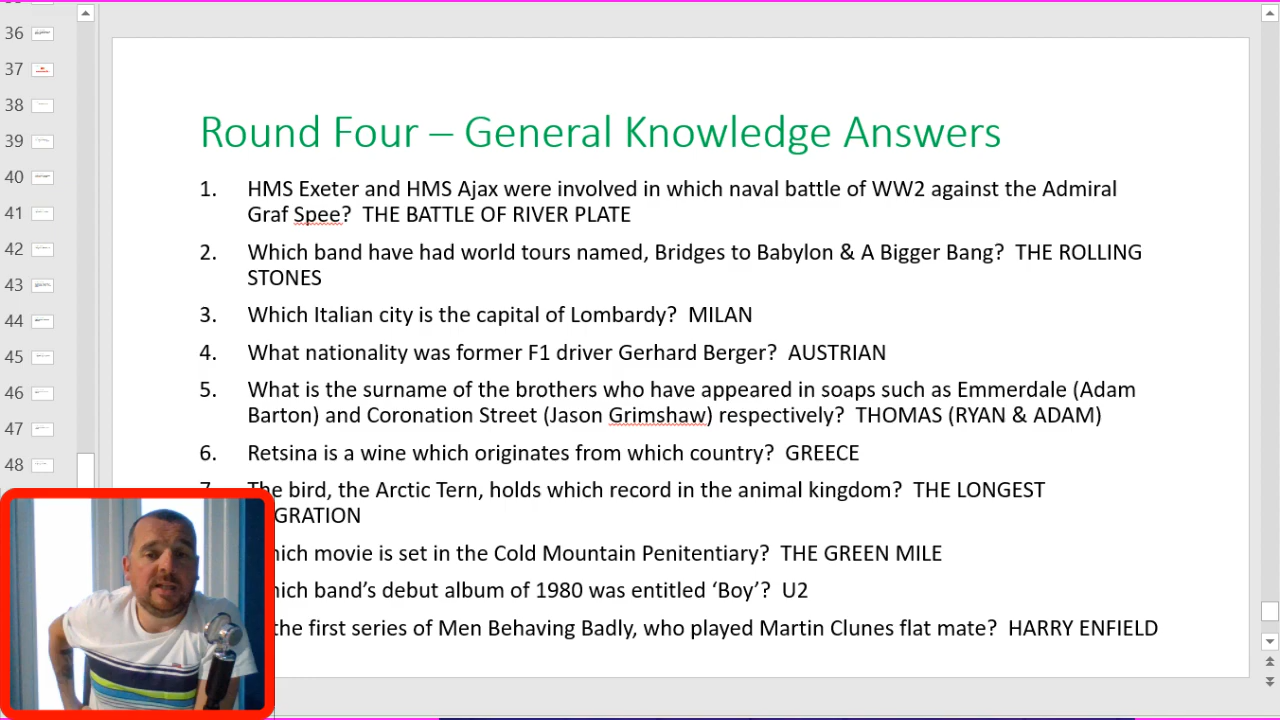 36
37
38
39
40
41
42
43
44
45
46
47
48
Round Four – General Knowledge Answers
1. HMS Exeter and HMS Ajax were involved in which naval battle of WW2 against the Admiral
Graf Spee? THE BATTLE OF RIVER PLATE
2. Which band have had world tours named, Bridges to Babylon & A Bigger Bang? THE ROLLING
STONES
3. Which Italian city is the capital of Lombardy? MILAN
4. What nationality was former F1 driver Gerhard Berger? AUSTRIAN
5. What is the surname of the brothers who have appeared in soaps such as Emmerdale (Adam
Barton) and Coronation Street (Jason Grimshaw) respectively? THOMAS (RYAN & ADAM)
6. Retsina is a wine which originates from which country? GREECE
7. The bird, the Arctic Tern, holds which record in the animal kingdom? THE LONGEST
GRATION
hich movie is set in the Cold Mountain Penitentiary? THE GREEN MILE
hich band’s debut album of 1980 was entitled ‘Boy’? U2
the first series of Men Behaving Badly, who played Martin Clunes flat mate? HARRY ENFIELD